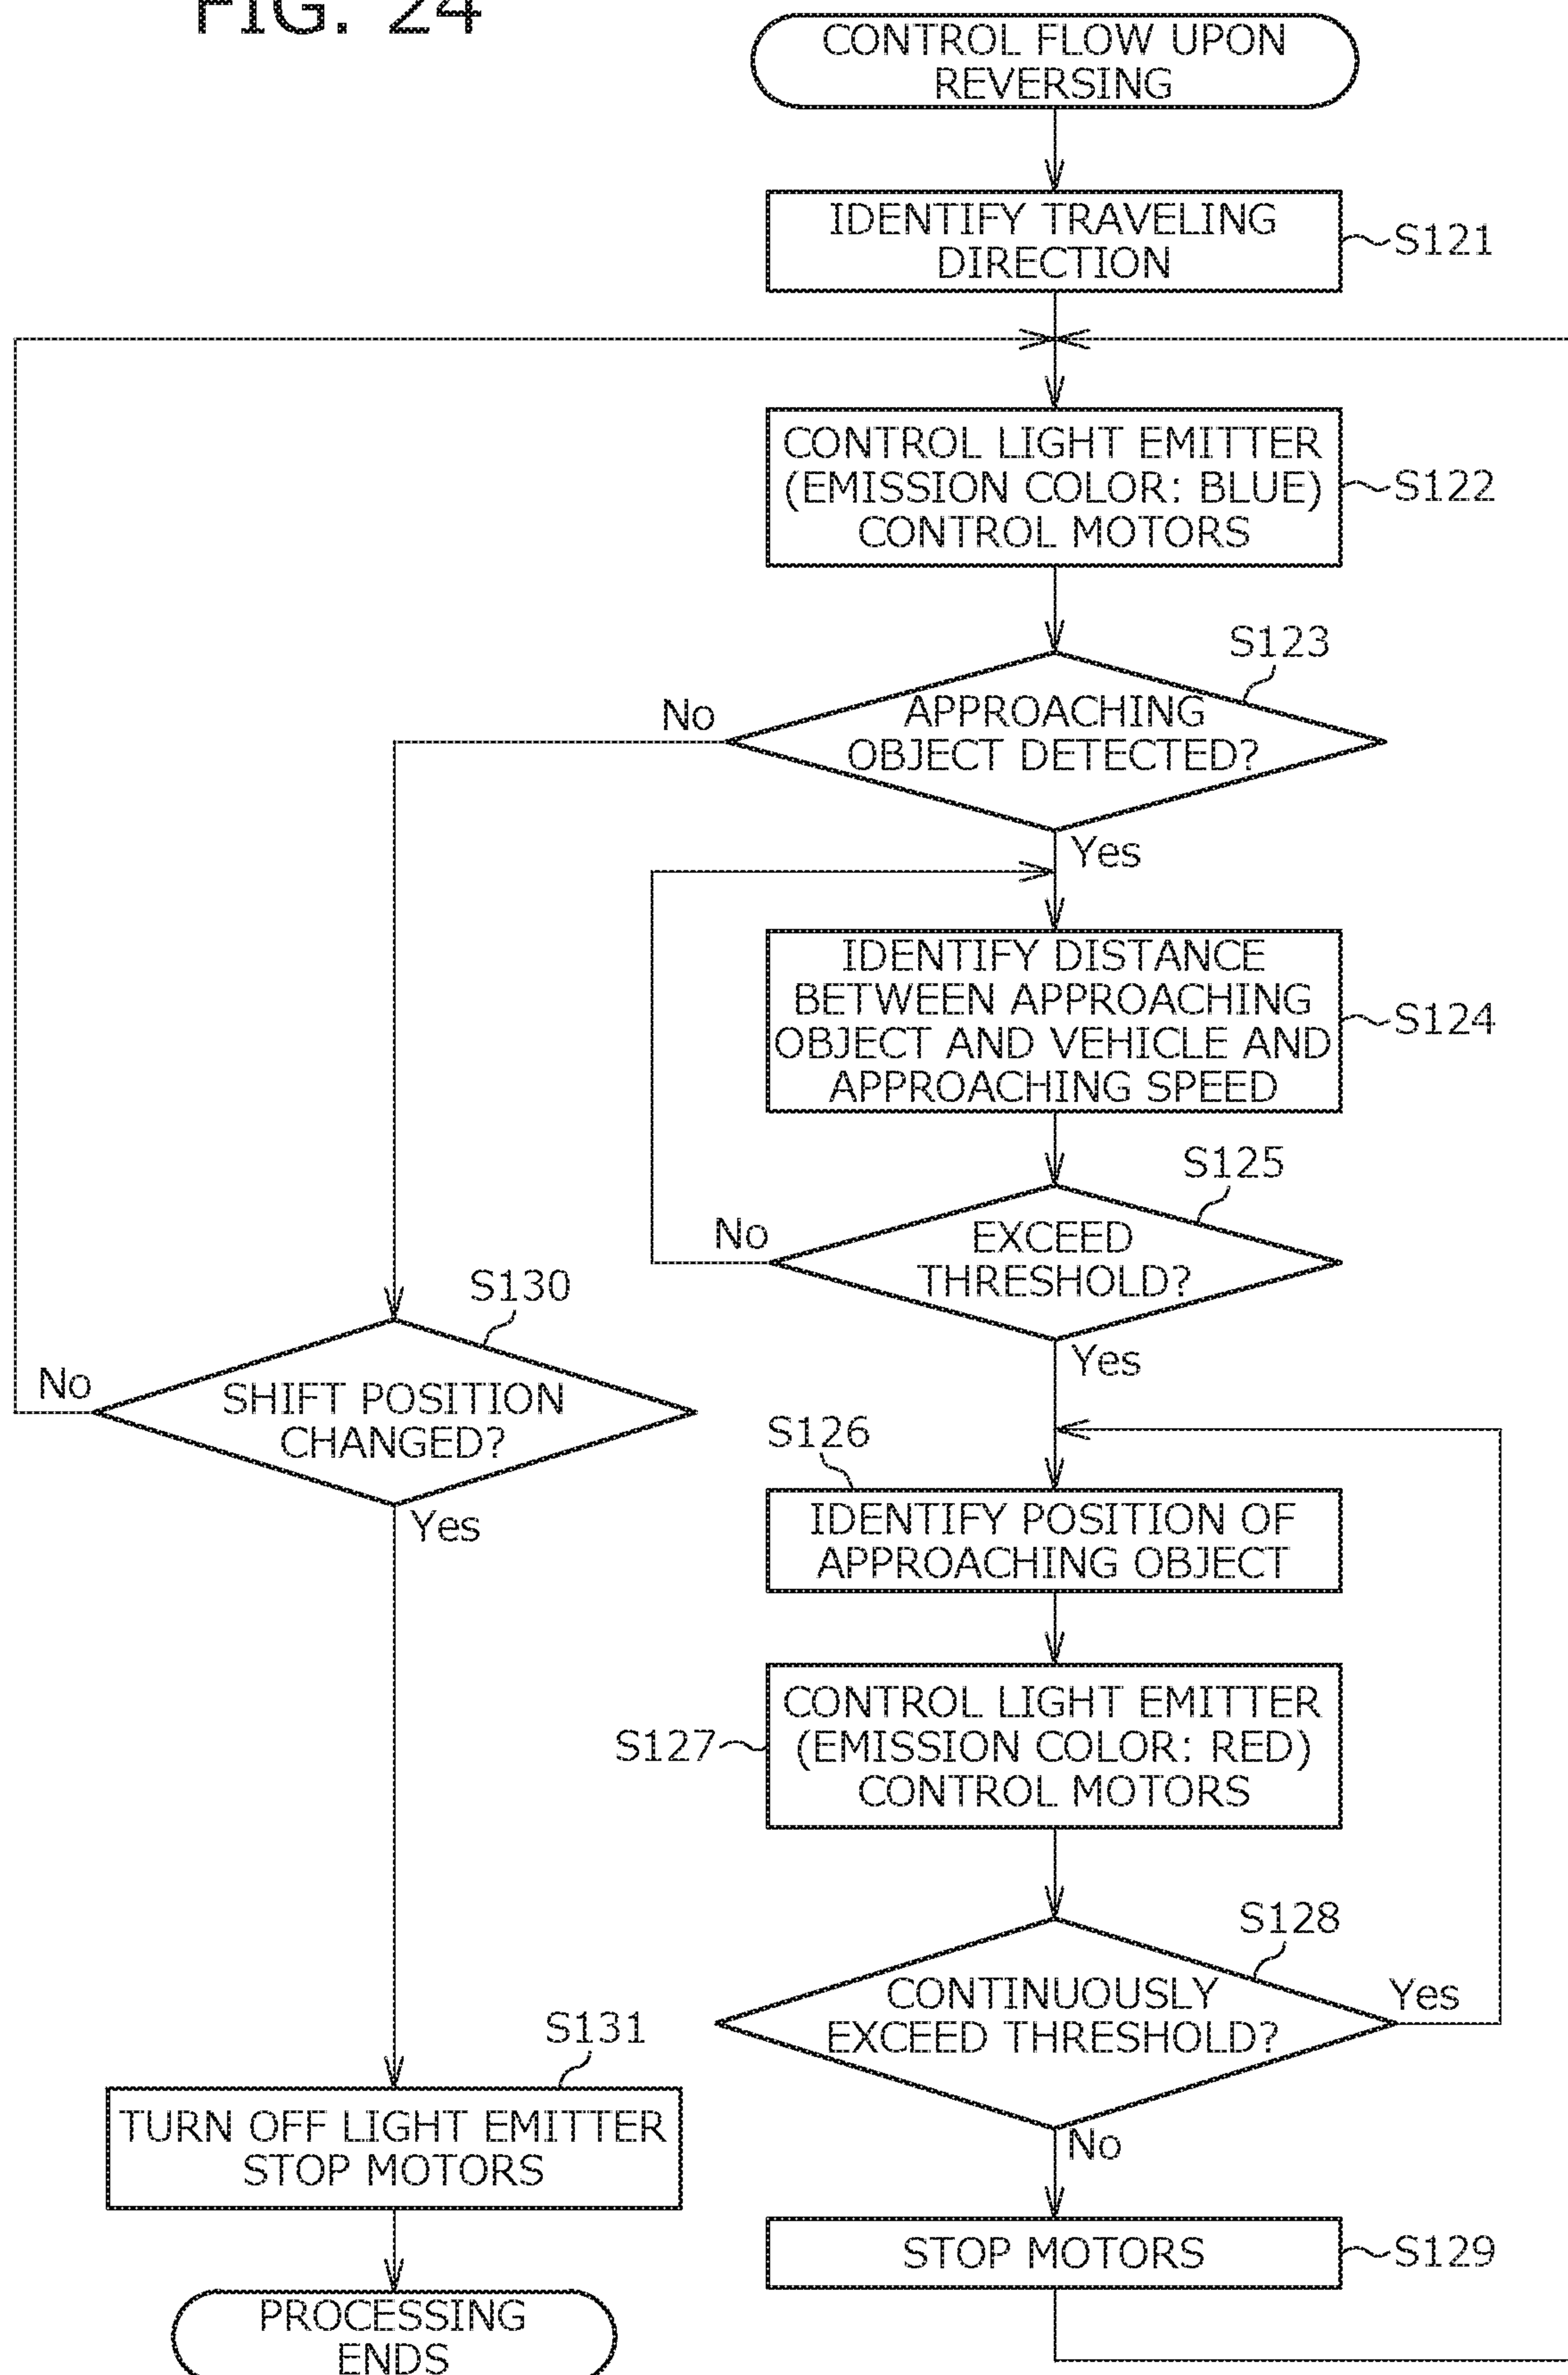 FIG. 24
CONTROL FLOW UPON
REVERSING
IDENTIFY TRAVELING
DIRECTION
S121
CONTROL LIGHT EMITTER
(EMISSION COLOR: BLUE)
CONTROL MOTORS
S122
S123
APPROACHING
OBJECT DETECTED?
No
Yes
IDENTIFY DISTANCE
BETWEEN APPROACHING
OBJECT AND VEHICLE AND
APPROACHING SPEED
S124
S125
EXCEED
THRESHOLD?
No
Yes
S130
SHIFT POSITION
CHANGED?
No
Yes
S126
IDENTIFY POSITION OF
APPROACHING OBJECT
CONTROL LIGHT EMITTER
(EMISSION COLOR: RED)
CONTROL MOTORS
S127
S128
CONTINUOUSLY
EXCEED THRESHOLD?
Yes
No
S131
TURN OFF LIGHT EMITTER
STOP MOTORS
STOP MOTORS
S129
PROCESSING
ENDS